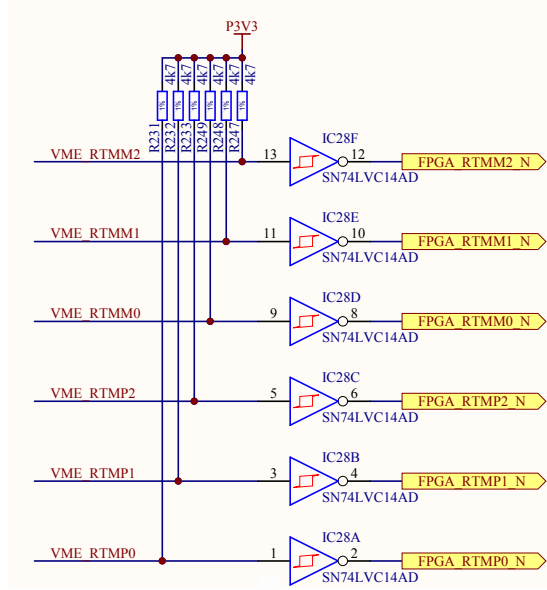 P3V3
4k7 4k7 4k7 4k7 4k7 4k7
1% 1% 1% 1% 1% 1%
R231 R232 R233 R249 R248 R247
IC28F
VME_RTMM2 13 12 FPGA_RTMM2_N
SN74LVC14AD
IC28E
VME_RTMM1 11 10 FPGA_RTMM1_N
SN74LVC14AD
IC28D
VME_RTMM0 9 8 FPGA_RTMM0_N
SN74LVC14AD
IC28C
VME_RTMP2 5 6 FPGA_RTMP2_N
SN74LVC14AD
IC28B
VME_RTMP1 3 4 FPGA_RTMP1_N
SN74LVC14AD
IC28A
VME_RTMP0 1 2 FPGA_RTMP0_N
SN74LVC14AD